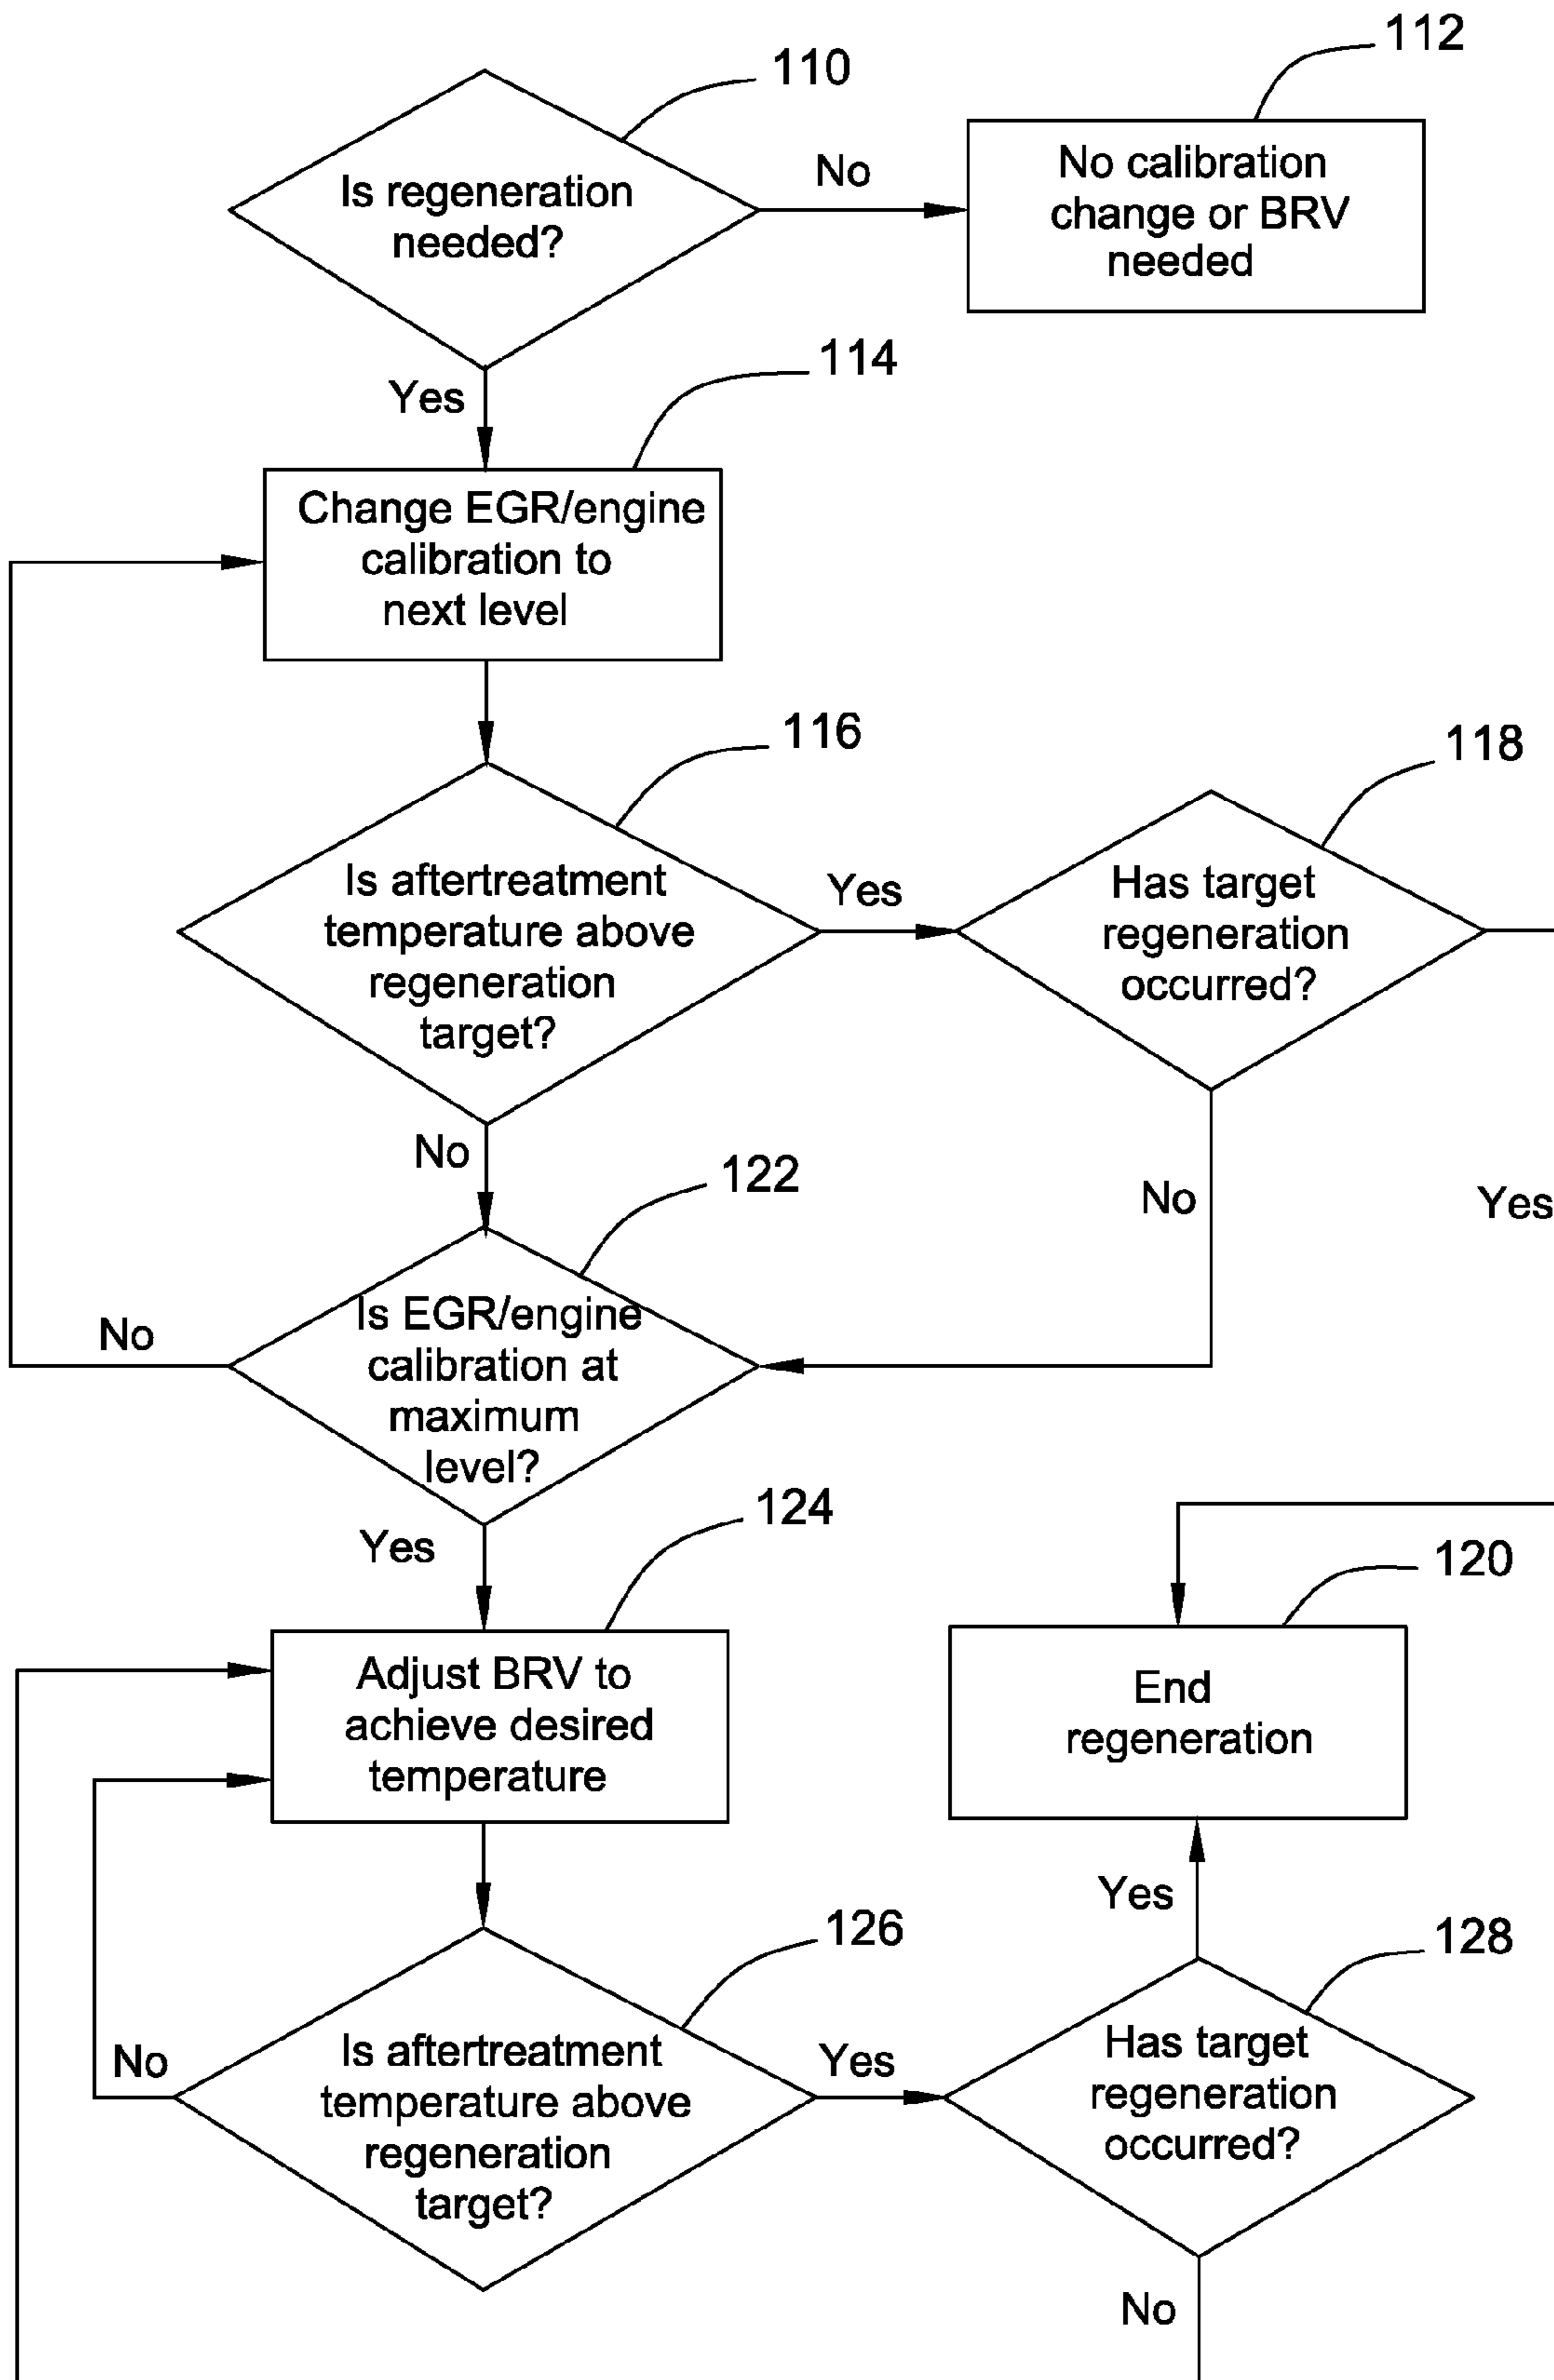 110
112
Is regeneration
needed?
No
No calibration
change or BRV
needed
Yes
114
Change EGR/engine
calibration to
next level
116
118
Is aftertreatment
temperature above
regeneration
target?
Yes
Has target
regeneration
occurred?
No
122
No
Yes
No
Is EGR/engine
calibration at
maximum
level?
Yes
124
120
Adjust BRV to
achieve desired
temperature
End
regeneration
Yes
126
128
No
Is aftertreatment
temperature above
regeneration
target?
Yes
Has target
regeneration
occurred?
No